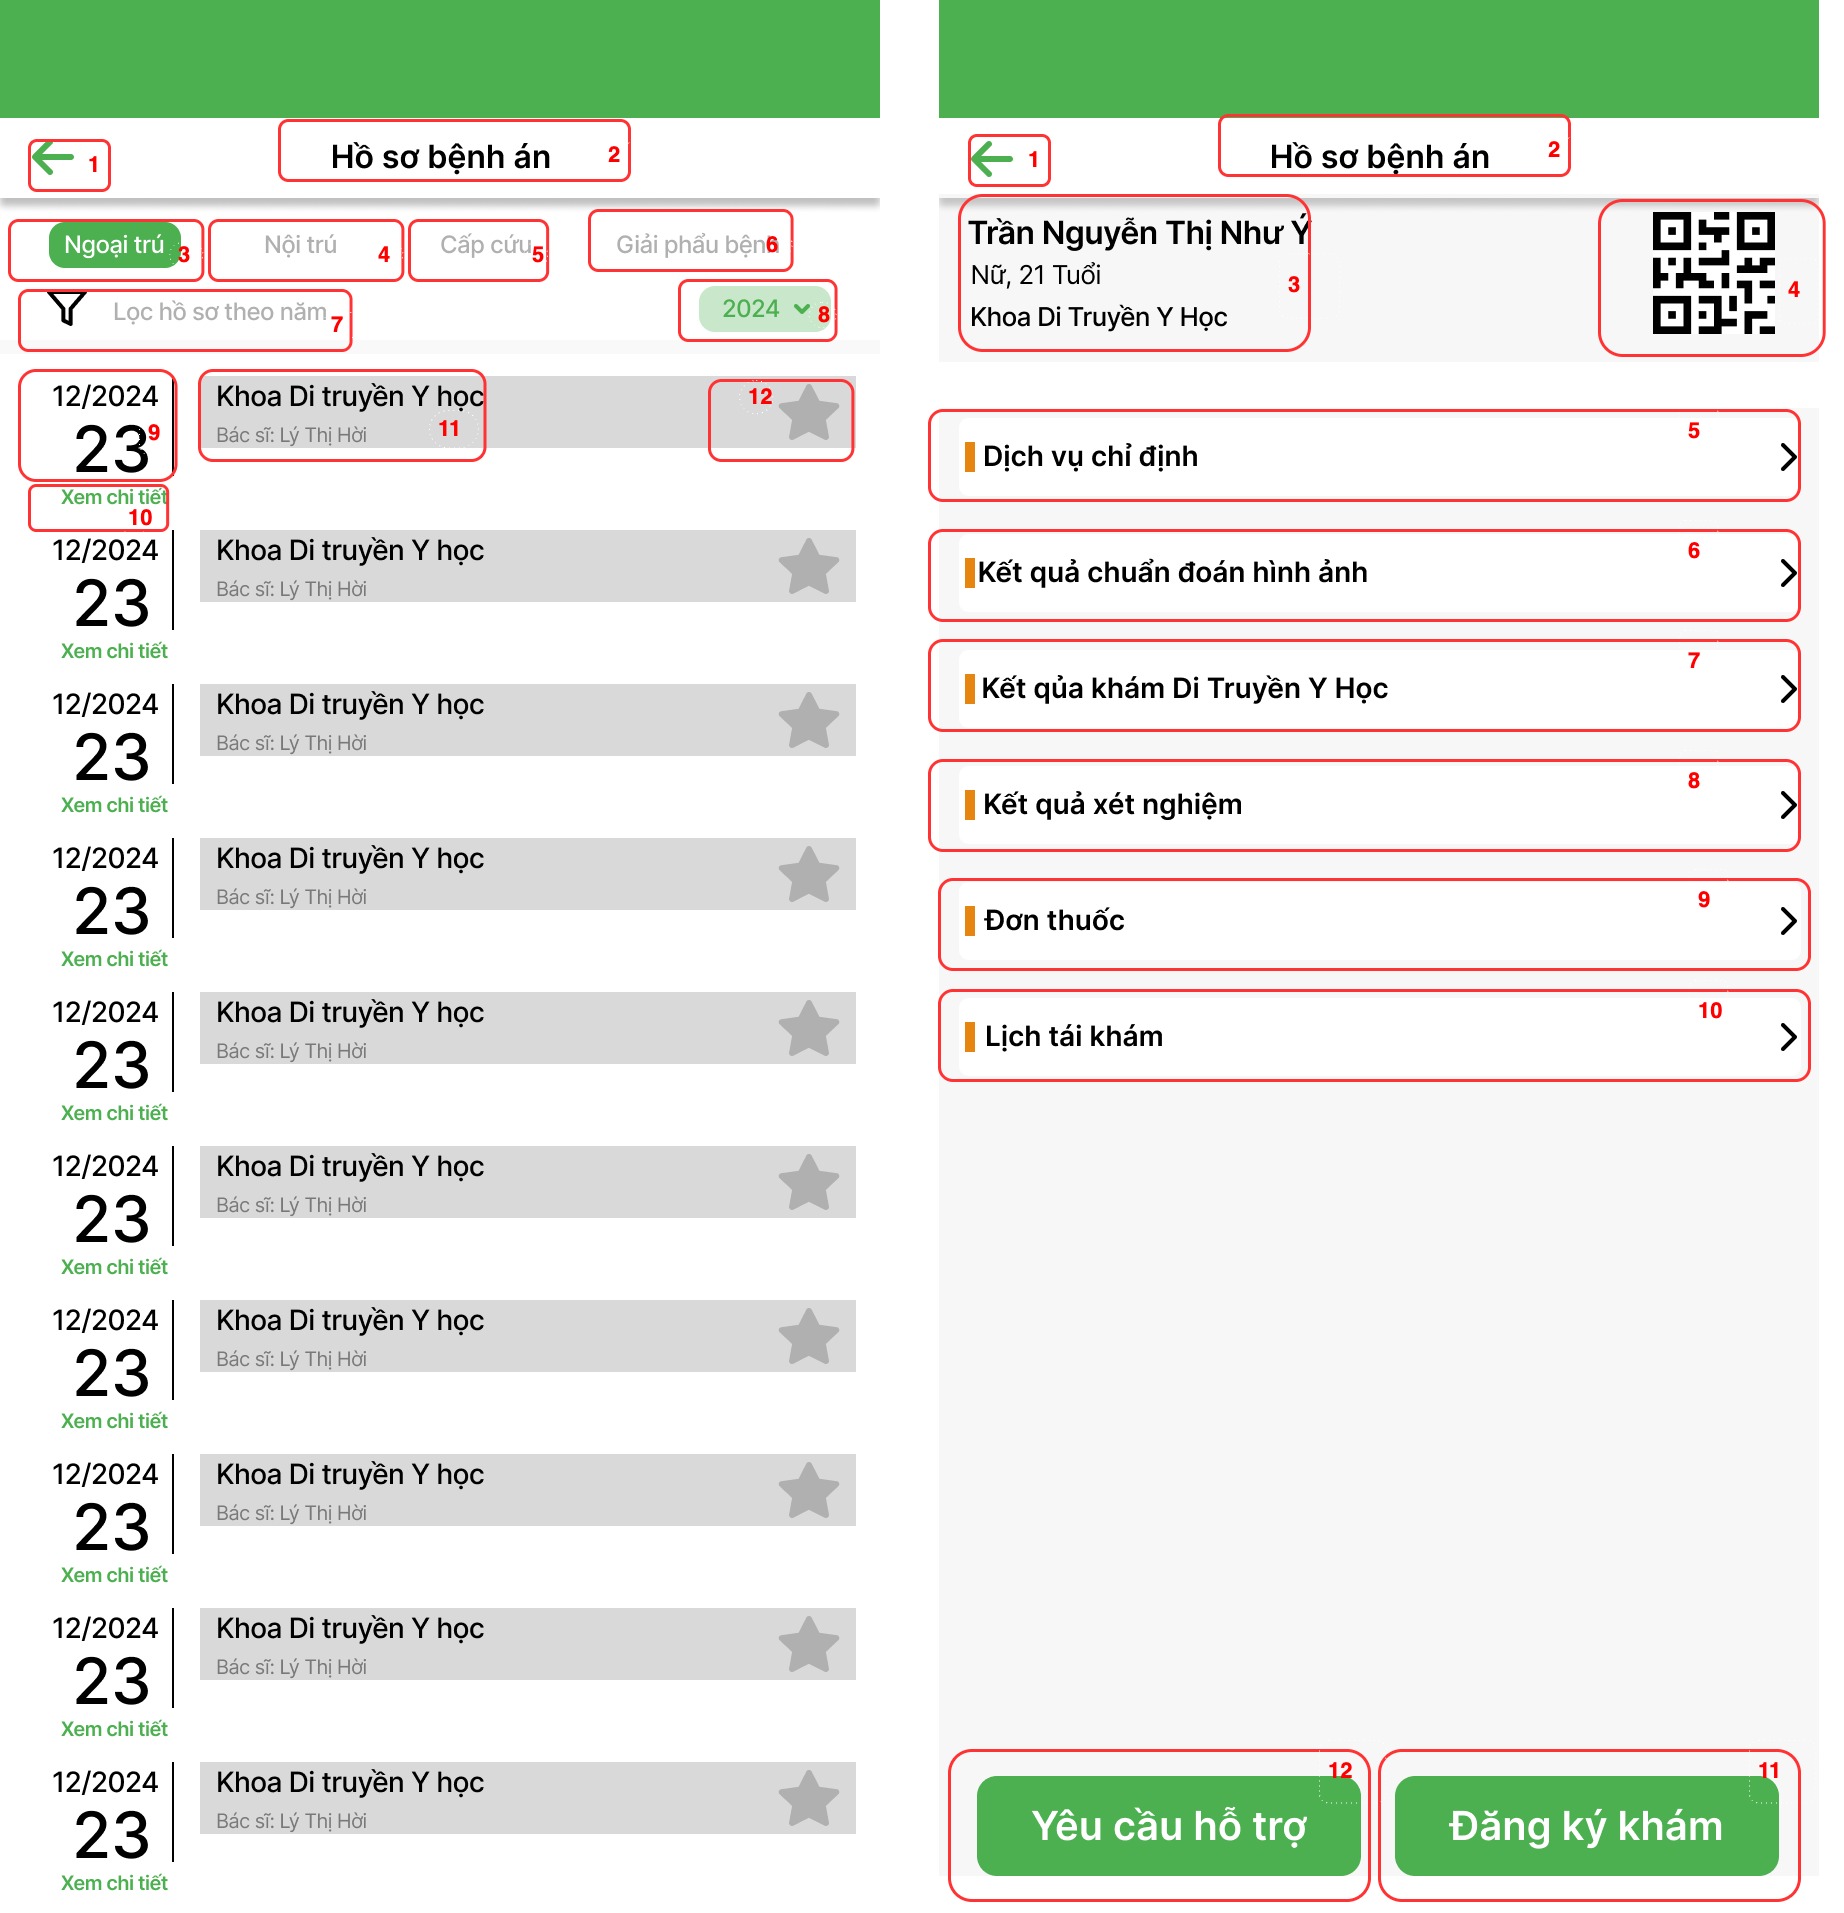 Hồ sơ bệnh án 2
1
Ngoại trú 3
Nội trú 4
Cấp cứu 5
Giải phẩu bệnh 6
Lọc hồ sơ theo năm 7
2024 8
12/2024
23 9
Xem chi tiết
10
Khoa Di truyền Y học
Bác sĩ: Lý Thị Hời 11
12
12/2024
23
Xem chi tiết
Khoa Di truyền Y học
Bác sĩ: Lý Thị Hời
12/2024
23
Xem chi tiết
Khoa Di truyền Y học
Bác sĩ: Lý Thị Hời
12/2024
23
Xem chi tiết
Khoa Di truyền Y học
Bác sĩ: Lý Thị Hời
12/2024
23
Xem chi tiết
Khoa Di truyền Y học
Bác sĩ: Lý Thị Hời
12/2024
23
Xem chi tiết
Khoa Di truyền Y học
Bác sĩ: Lý Thị Hời
12/2024
23
Xem chi tiết
Khoa Di truyền Y học
Bác sĩ: Lý Thị Hời
12/2024
23
Xem chi tiết
Khoa Di truyền Y học
Bác sĩ: Lý Thị Hời
12/2024
23
Xem chi tiết
Khoa Di truyền Y học
Bác sĩ: Lý Thị Hời
12/2024
23
Xem chi tiết
Khoa Di truyền Y học
Bác sĩ: Lý Thị Hời
1
Hồ sơ bệnh án 2
Trần Nguyễn Thị Như Ý
Nữ, 21 Tuổi 3
Khoa Di Truyền Y Học
4
Dịch vụ chỉ định 5
Kết quả chuẩn đoán hình ảnh 6
Kết qủa khám Di Truyền Y Học 7
Kết quả xét nghiệm 8
Đơn thuốc 9
Lịch tái khám 10
Yêu cầu hỗ trợ 12
Đăng ký khám 11